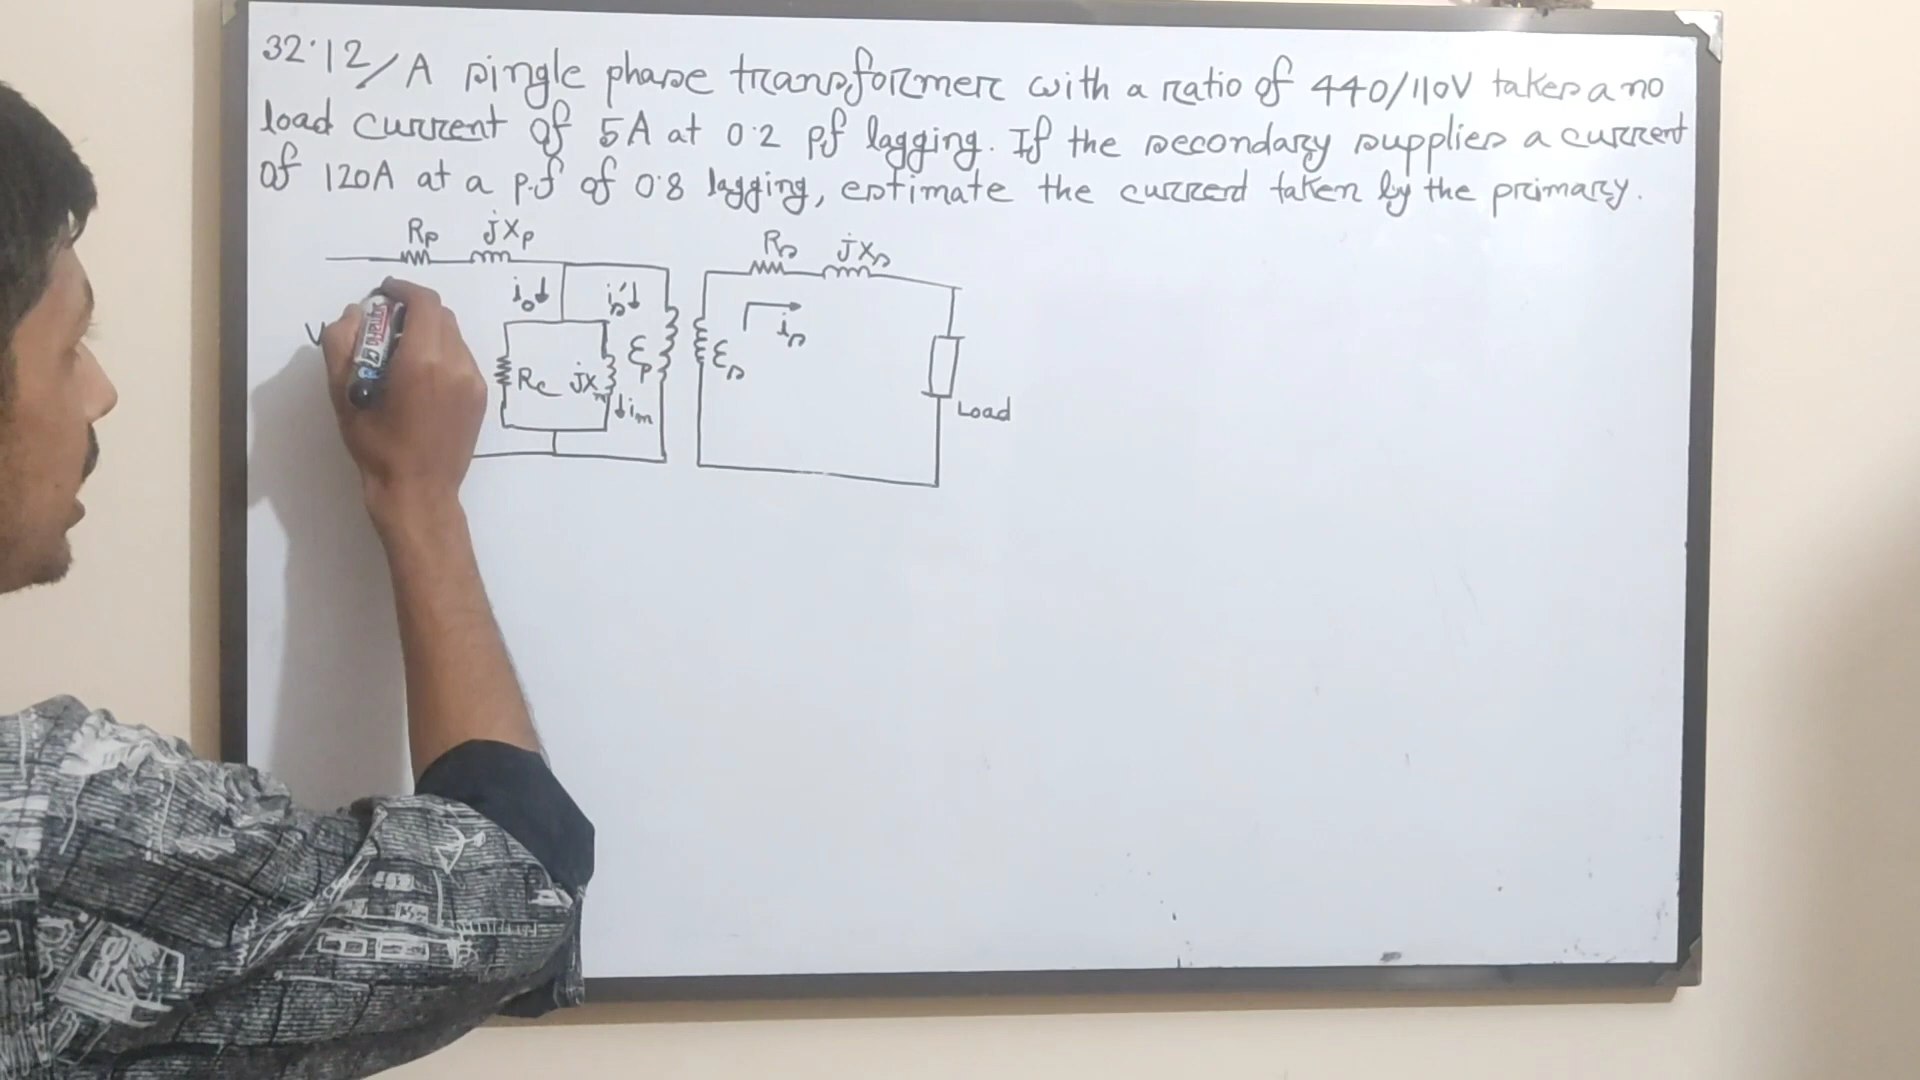 32.12/ A single phase transformer with a ratio of 440/110V takes a no
load current of 5A at 0.2 pf lagging. If the secondary supplies a current
of 120A at a p.f of 0.8 lagging, estimate the current taken by the primary.
Rp jXp Rs jXs
i₀↓ is'↓ is
V Rc jXm Ep Es
↓im Load